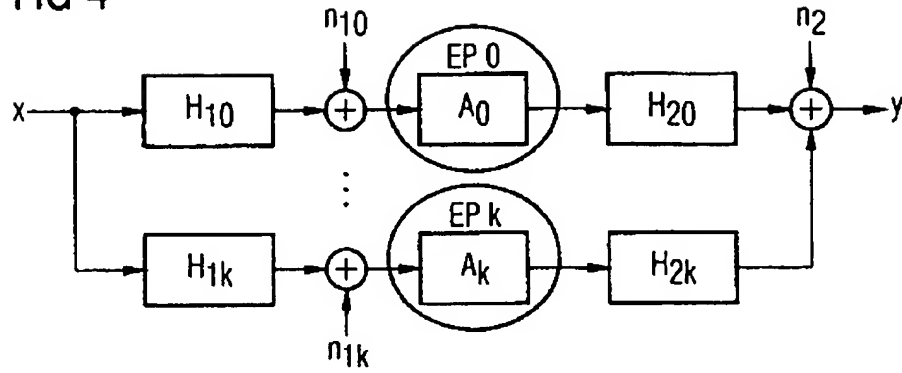 FIG 4
n10
n2
EP 0
x
H10
+
A0
H20
+
y
EP k
H1k
+
Ak
H2k
n1k